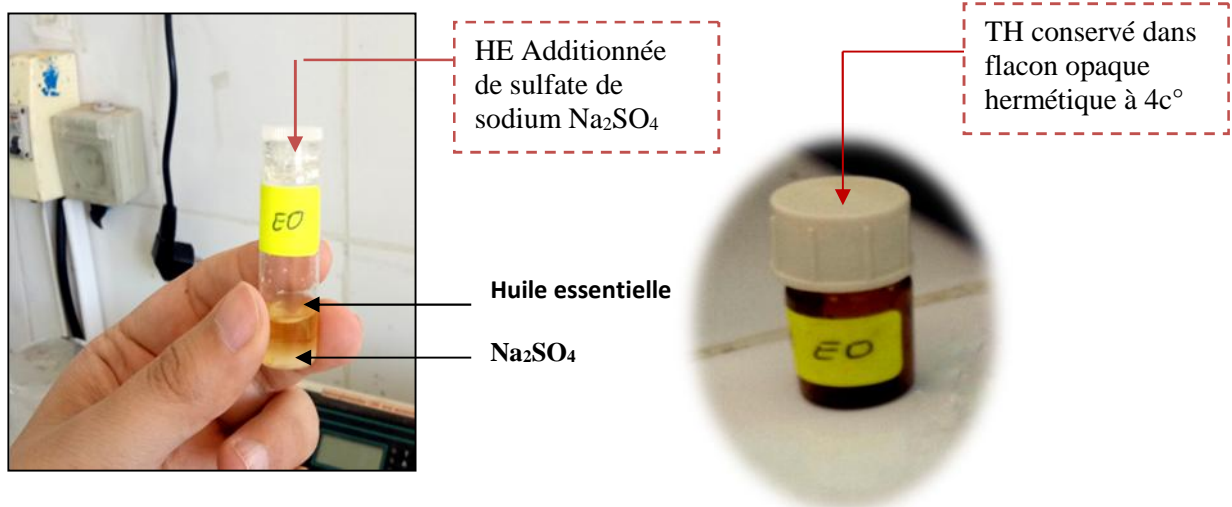 HE Additionnée
de sulfate de
sodium Na₂SO₄
TH conservé dans
flacon opaque
hermétique à 4c°
EO
Huile essentielle
Na₂SO₄
EO